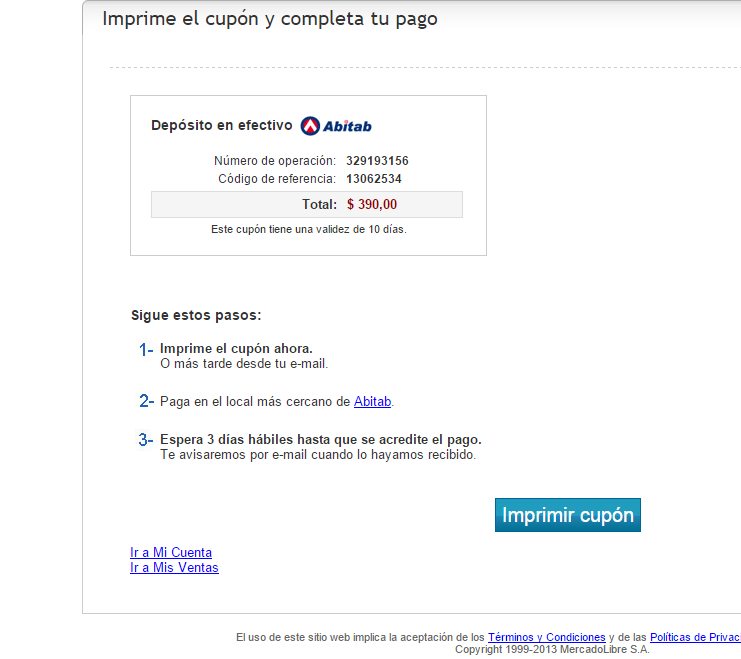 Imprime el cupón y completa tu pago
Depósito en efectivo Abitab
Número de operación: 329193156
Código de referencia: 13062534
Total: $ 390,00
Este cupón tiene una validez de 10 días.
Sigue estos pasos:
1- Imprime el cupón ahora.
O más tarde desde tu e-mail.
2- Paga en el local más cercano de Abitab.
3- Espera 3 días hábiles hasta que se acredite el pago.
Te avisaremos por e-mail cuando lo hayamos recibido.
Imprimir cupón
Ir a Mi Cuenta
Ir a Mis Ventas
El uso de este sitio web implica la aceptación de los Términos y Condiciones y de las Políticas de Privaci
Copyright 1999-2013 MercadoLibre S.A.